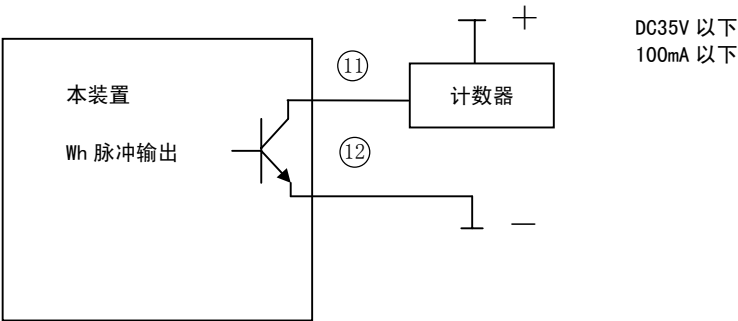 本装置
Wh 脉冲输出
⑪
⑫
计数器
+
—
DC35V 以下
100mA 以下